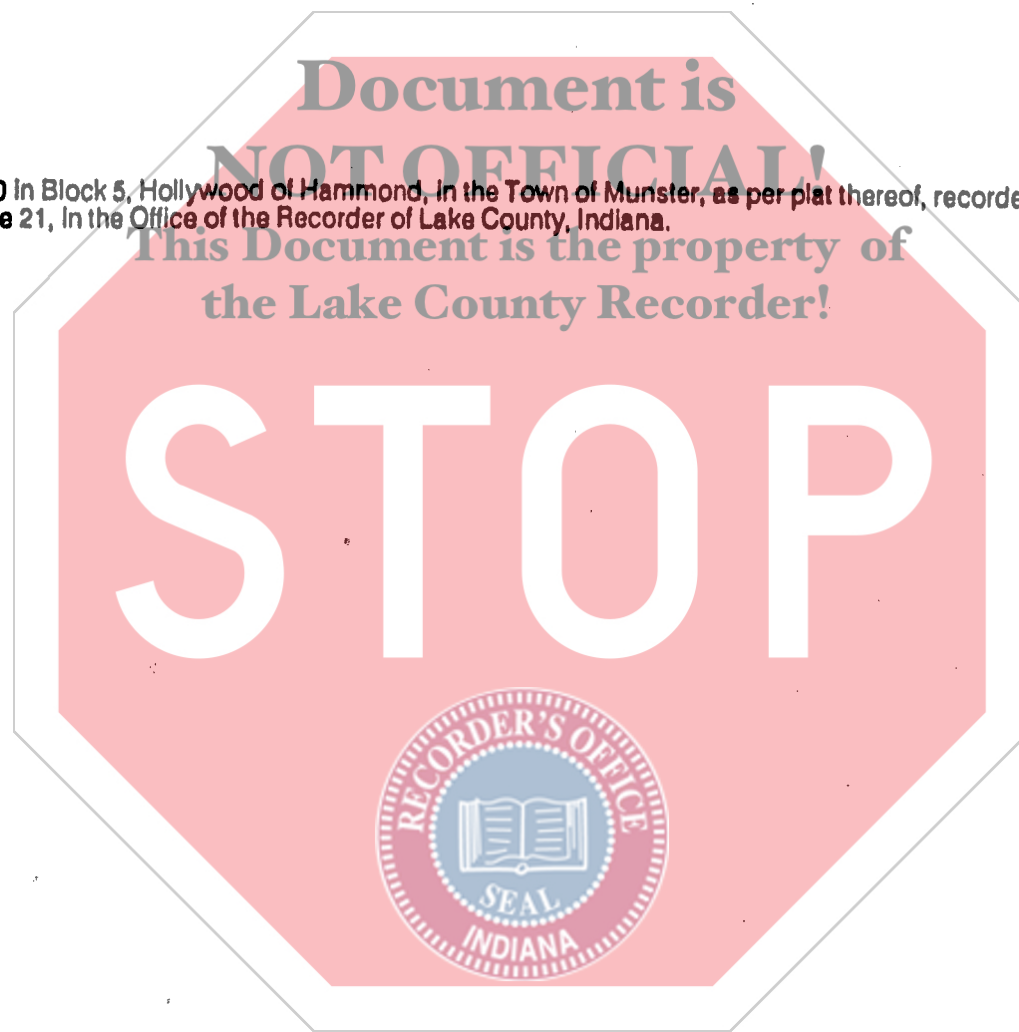 Document is
NOT OFFICIAL!
In Block 5, Hollywood of Hammond, in the Town of Munster, as per plat thereof, recorde
e 21, In the Office of the Recorder of Lake County, Indiana.
This Document is the property of
the Lake County Recorder!
STOP
RECORDER'S OFFICE
SEAL
INDIANA